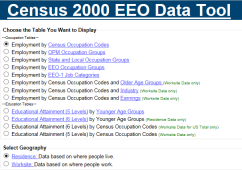 Census 2000 EEO Data Tool
Choose the Table You Want to Display
Occupation Tables
Employment by Census Occupation Codes
Employment by OPM Occupation Groups
Employment by State and Local Occupation Groups
Employment by EEO Occupation Groups
Employment by EEO-1 Job Categories
Employment by Census Occupation Codes and Older Age Groups (Worksite Data only)
Employment by Census Occupation Codes and Industry (Worksite Data only)
Employment by Census Occupation Codes and Earnings (Worksite Data only)
Education Tables
Educational Attainment (5 Levels) by Younger Age Groups
Educational Attainment (6 Levels) by Younger Age Groups (Residence Data only)
Educational Attainment (6 Levels) by Census Occupation Codes (Worksite Data for US Total only)
Educational Attainment (5 Levels) by Census Occupation Codes (Worksite Data only)
Select Geography
Residence: Data based on where people live.
Worksite: Data based on where people work.